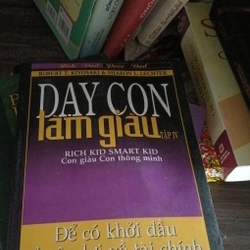 ROBERT T. KIYOSAKI & SHARON L. LECHTER
DẠY CON
làm giàu TẬP IV
RICH KID SMART KID
Con giàu Con thông minh
Để có khởi đầu